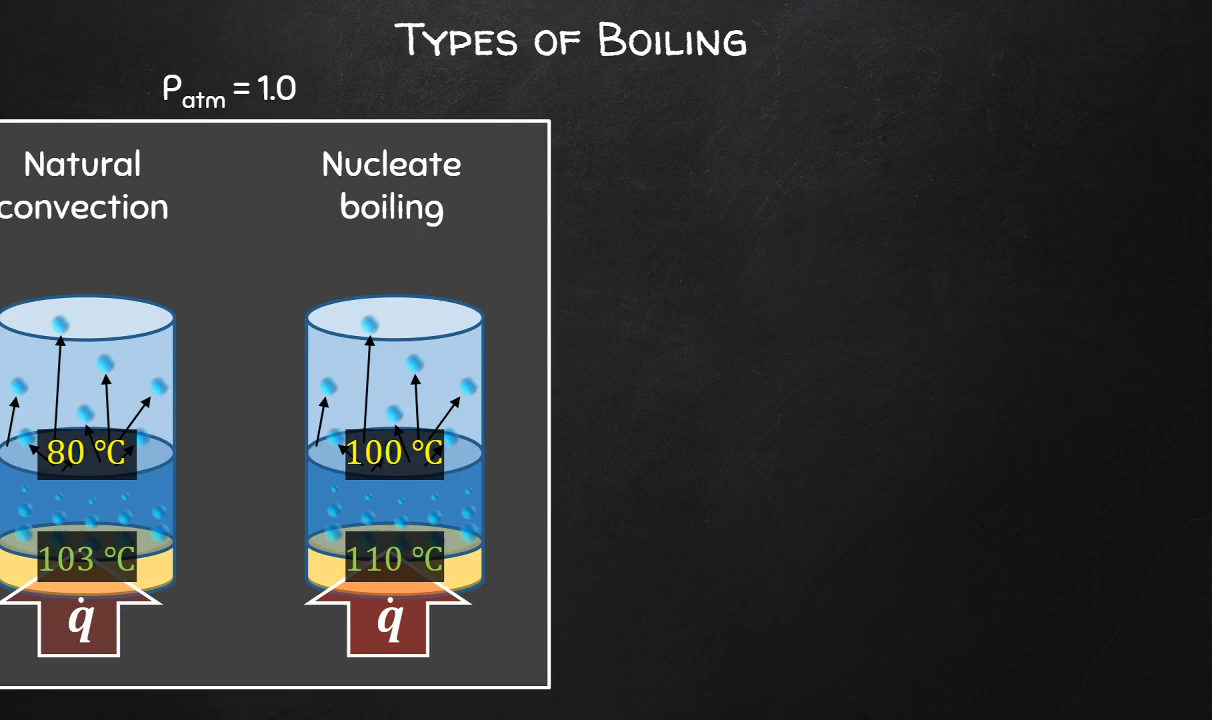 Types of Boiling
Patm = 1.0
Natural
convection
Nucleate
boiling
80 °C
100 °C
103 °C
110 °C
q̇
q̇